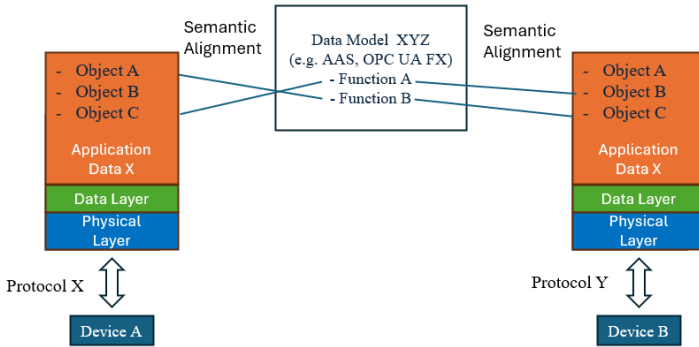 Semantic
Alignment
- Object A
- Object B
- Object C
Application
Data X
Data Layer
Physical
Layer
Protocol X
Device A
Data Model XYZ
(e.g. AAS, OPC UA FX)
- Function A
- Function B
Semantic
Alignment
- Object A
- Object B
- Object C
Application
Data X
Data Layer
Physical
Layer
Protocol Y
Device B